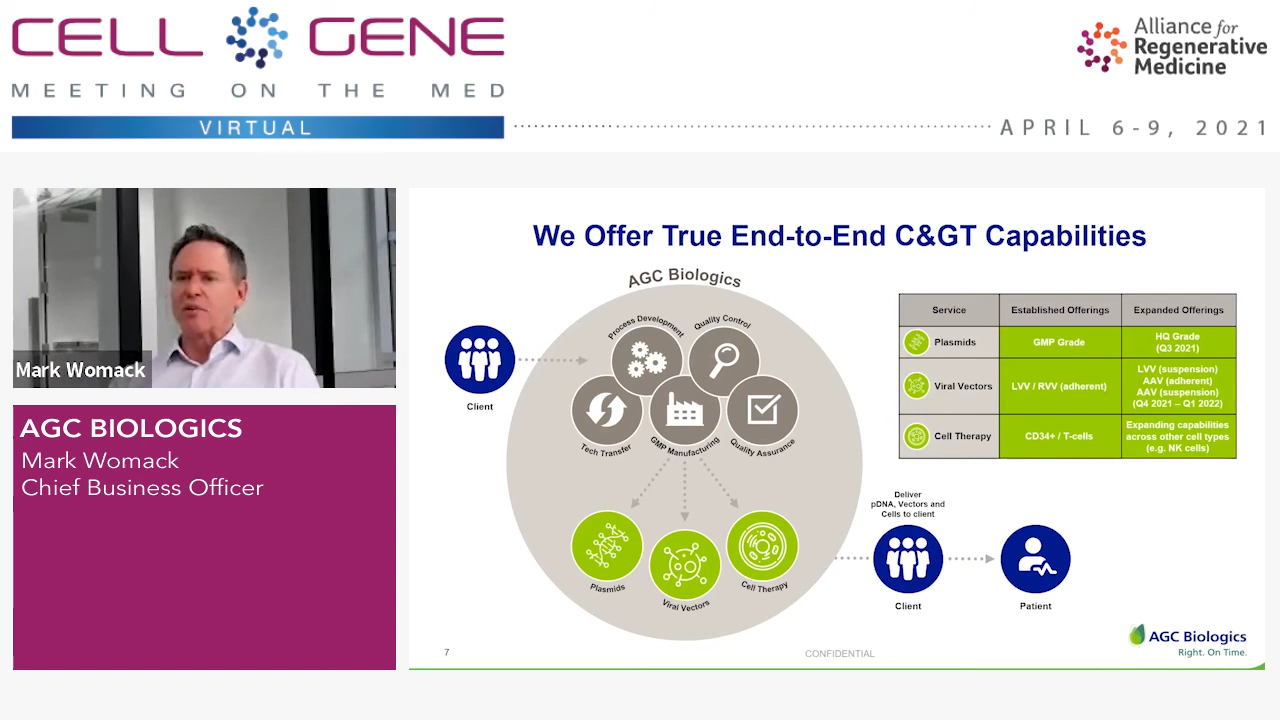 CELL GENE
MEETING ON THE MED
VIRTUAL
Alliance for
Regenerative
Medicine
APRIL 6-9, 2021
Mark Womack
AGC BIOLOGICS
Mark Womack
Chief Business Officer
We Offer True End-to-End C&GT Capabilities
AGC Biologics
Process Development
Quality Control
Client
Tech Transfer
GMP Manufacturing
Quality Assurance
Plasmids
Viral Vectors
Cell Therapy
Service
Established Offerings
Expanded Offerings
Plasmids
GMP Grade
HQ Grade
(Q3 2021)
Viral Vectors
LVV / RVV (adherent)
LVV (suspension)
AAV (adherent)
AAV (suspension)
(Q4 2021 – Q1 2022)
Cell Therapy
CD34+ / T-cells
Expanding capabilities
across other cell types
(e.g. NK cells)
Deliver
pDNA, Vectors and
Cells to client
Client
Patient
7
CONFIDENTIAL
AGC Biologics
Right. On Time.